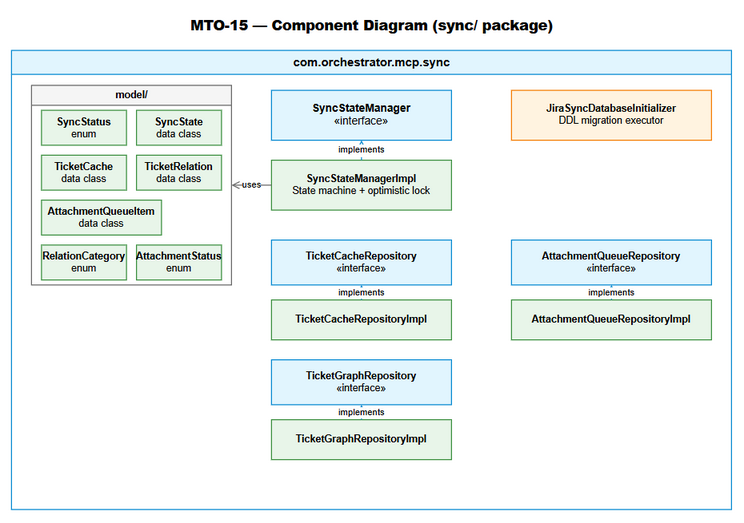 MTO-15 — Component Diagram (sync/ package)
com.orchestrator.mcp.sync
model/
SyncStatus
enum
SyncState
data class
TicketCache
data class
TicketRelation
data class
AttachmentQueueItem
data class
RelationCategory
enum
AttachmentStatus
enum
uses
SyncStateManager
«interface»
implements
SyncStateManagerImpl
State machine + optimistic lock
JiraSyncDatabaseInitializer
DDL migration executor
TicketCacheRepository
«interface»
implements
TicketCacheRepositoryImpl
AttachmentQueueRepository
«interface»
implements
AttachmentQueueRepositoryImpl
TicketGraphRepository
«interface»
implements
TicketGraphRepositoryImpl